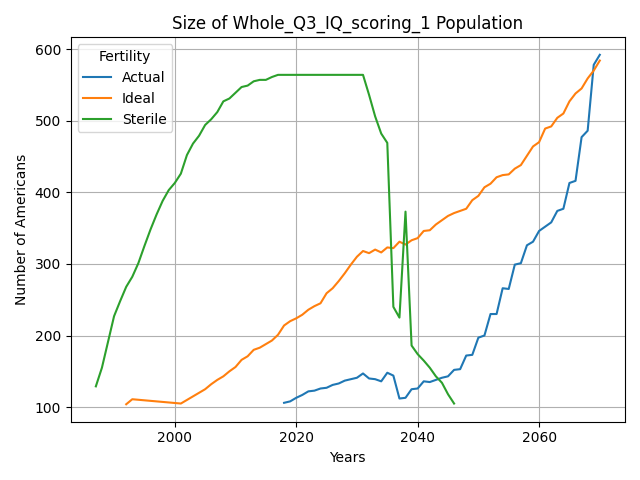 Size of Whole_Q3_IQ_scoring_1 Population
Fertility
Actual
Ideal
Sterile
Number of Americans
600
500
400
300
200
100
2000
2020
2040
2060
Years